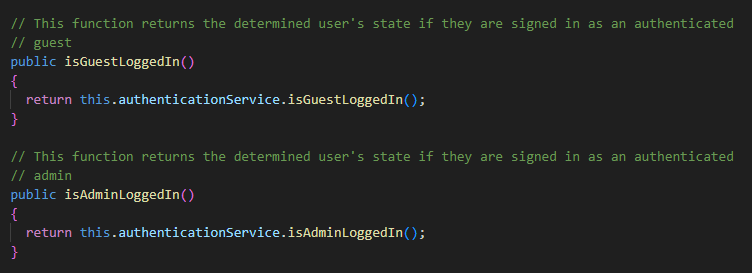 // This function returns the determined user's state if they are signed in as an authenticated
// guest
public isGuestLoggedIn()
{
  return this.authenticationService.isGuestLoggedIn();
}
// This function returns the determined user's state if they are signed in as an authenticated
// admin
public isAdminLoggedIn()
{
  return this.authenticationService.isAdminLoggedIn();
}